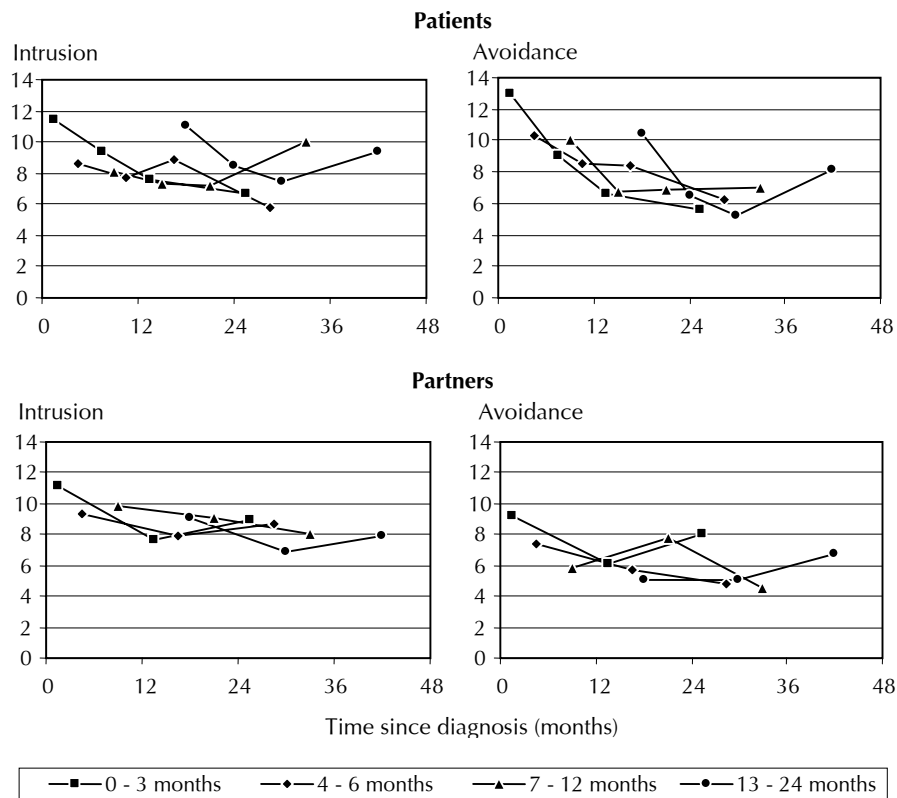 Patients
Intrusion
14
12
10
8
6
4
2
0
0 12 24 36 48
Avoidance
14
12
10
8
6
4
2
0
0 12 24 36 48
Partners
Intrusion
14
12
10
8
6
4
2
0
0 12 24 36 48
Avoidance
14
12
10
8
6
4
2
0
0 12 24 36 48
Time since diagnosis (months)
0 - 3 months 4 - 6 months 7 - 12 months 13 - 24 months